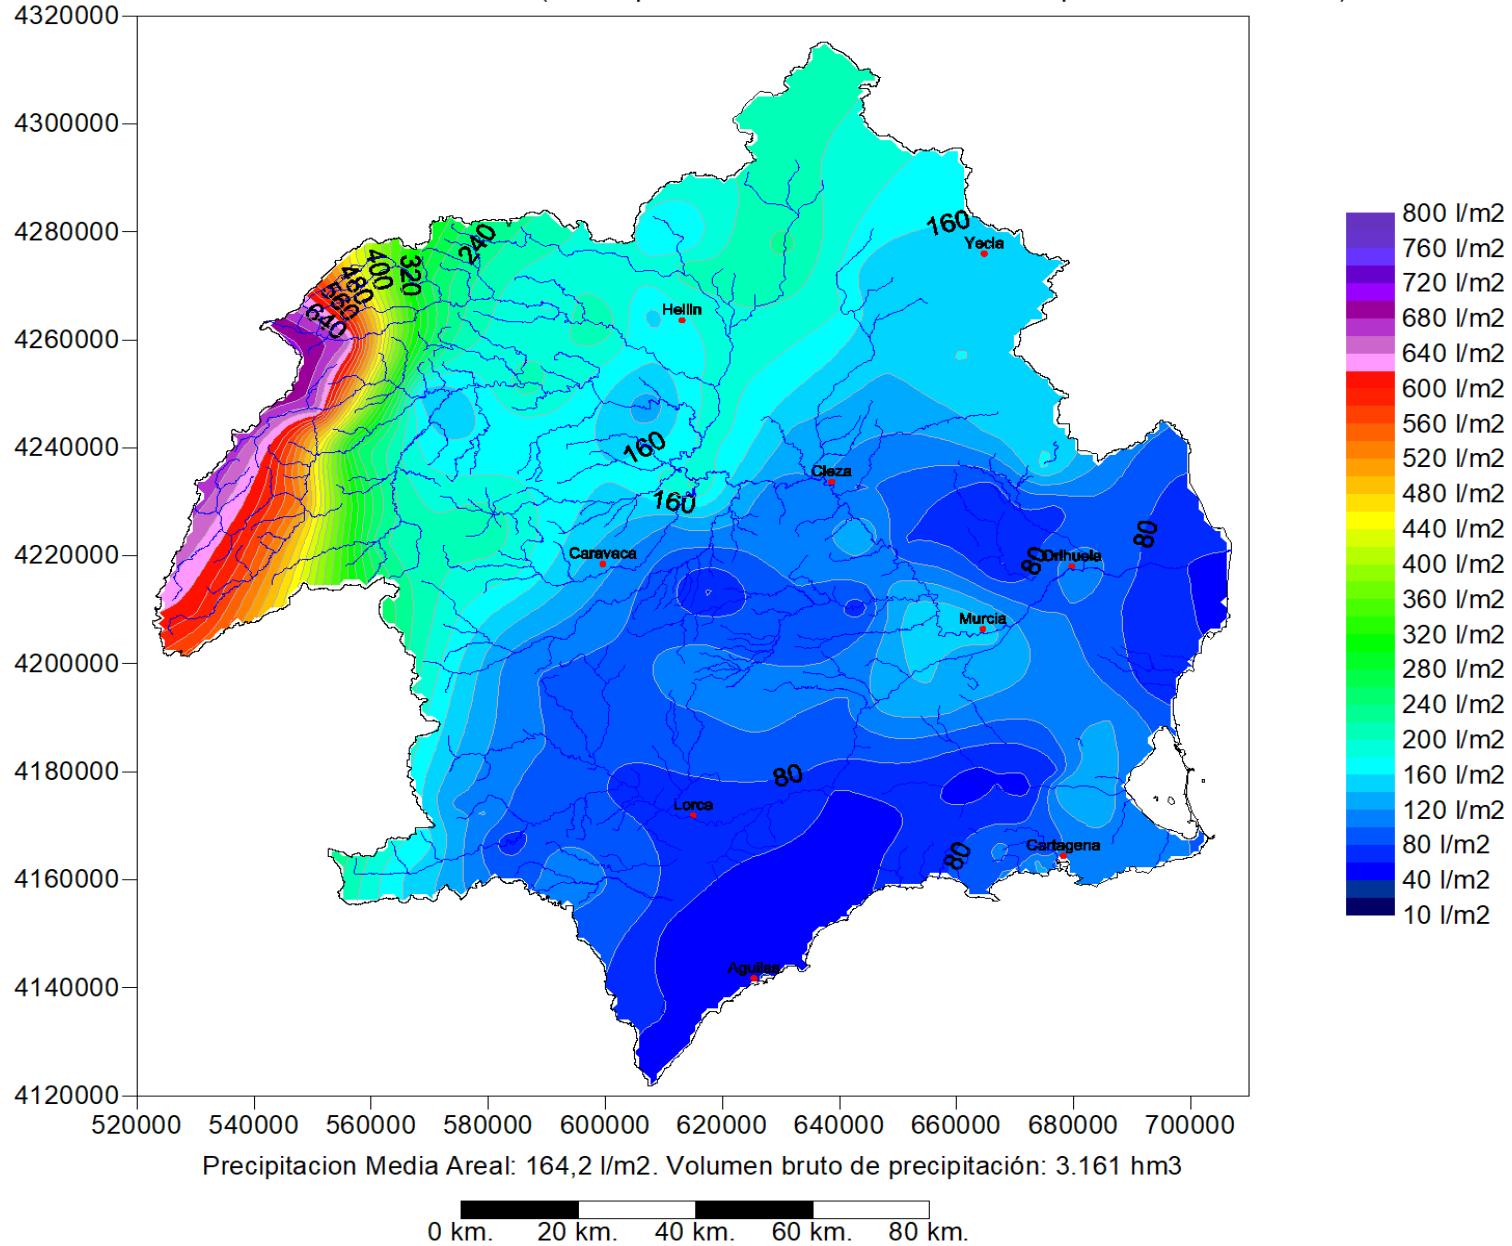 4320000
4300000
4280000
4260000
4240000
4220000
4200000
4180000
4160000
4140000
4120000
520000 540000 560000 580000 600000 620000 640000 660000 680000 700000
160
Yecla
240
400
320
480
560
640
Hellin
160
Cieza
160
80
Caravaca
80
Orihuela
Murcia
80
Lorca
80
Cartagena
Aguilas
800 l/m2
760 l/m2
720 l/m2
680 l/m2
640 l/m2
600 l/m2
560 l/m2
520 l/m2
480 l/m2
440 l/m2
400 l/m2
360 l/m2
320 l/m2
280 l/m2
240 l/m2
200 l/m2
160 l/m2
120 l/m2
80 l/m2
40 l/m2
10 l/m2
Precipitacion Media Areal: 164,2 l/m2. Volumen bruto de precipitación: 3.161 hm3
0 km. 20 km. 40 km. 60 km. 80 km.